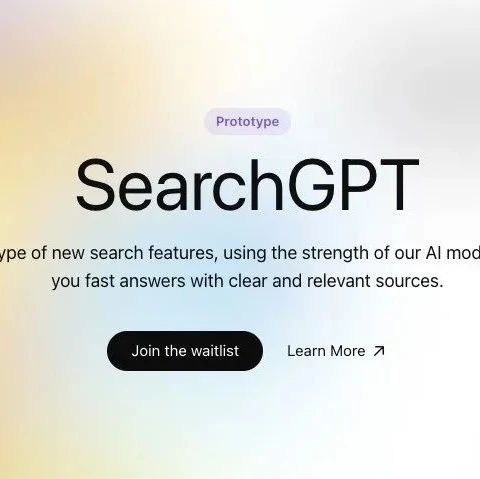 Prototype
SearchGPT
ype of new search features, using the strength of our AI mod
you fast answers with clear and relevant sources.
Join the waitlist
Learn More ↗